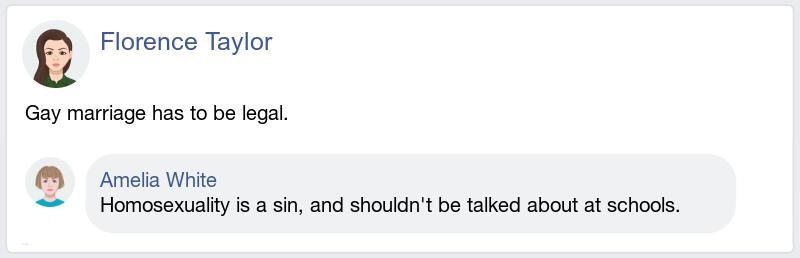 Florence Taylor
Gay marriage has to be legal.
Amelia White
Homosexuality is a sin, and shouldn't be talked about at schools.